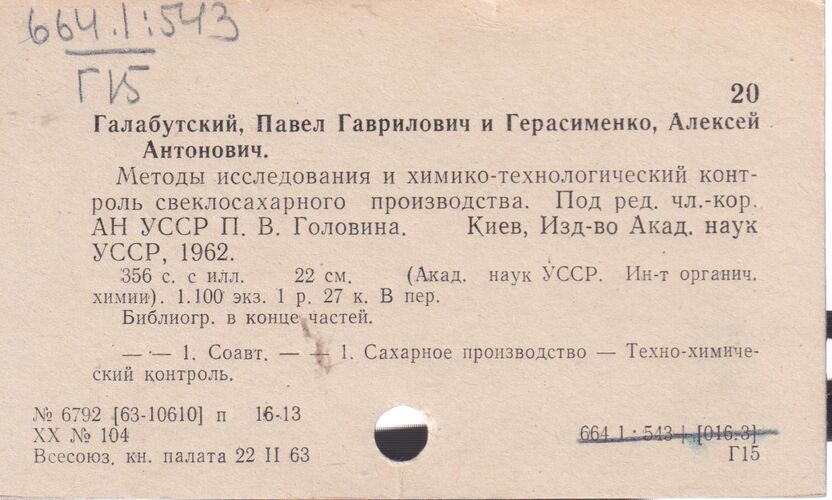 664.1:543
Г15
20
Галабутский, Павел Гаврилович и Герасименко, Алексей
Антонович.
Методы исследования и химико-технологический конт-
роль свеклосахарного производства. Под ред. чл.-кор.
АН УССР П. В. Головина. Киев, Изд-во Акад. наук
УССР, 1962.
356 с. с илл. 22 см. (Акад. наук УССР. Ин-т органич.
химии). 1.100 экз. 1 р. 27 к. В пер.
Библиогр. в конце частей.
— — 1. Соавт. — — 1. Сахарное производство — Техно-химиче-
ский контроль.
№ 6792 [63-10610] п 16-13
XX № 104
Всесоюз. кн. палата 22 II 63
664.1:543+[016:3]
Г15